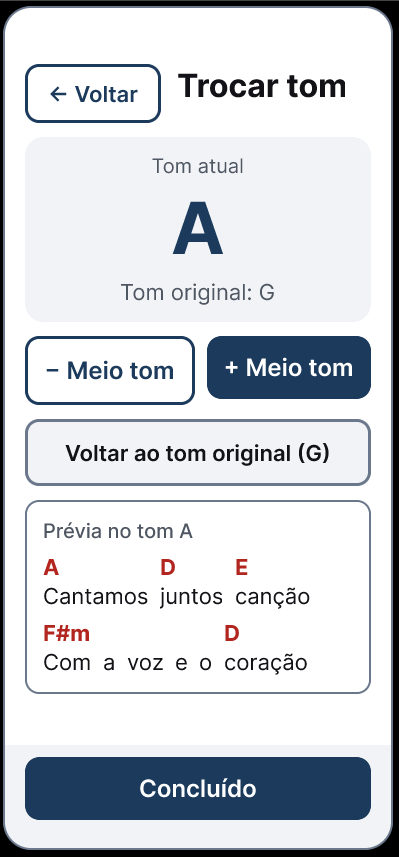 ← Voltar
Trocar tom
Tom atual
A
Tom original: G
− Meio tom
+ Meio tom
Voltar ao tom original (G)
Prévia no tom A
A D E
Cantamos juntos canção
F#m D
Com a voz e o coração
Concluído